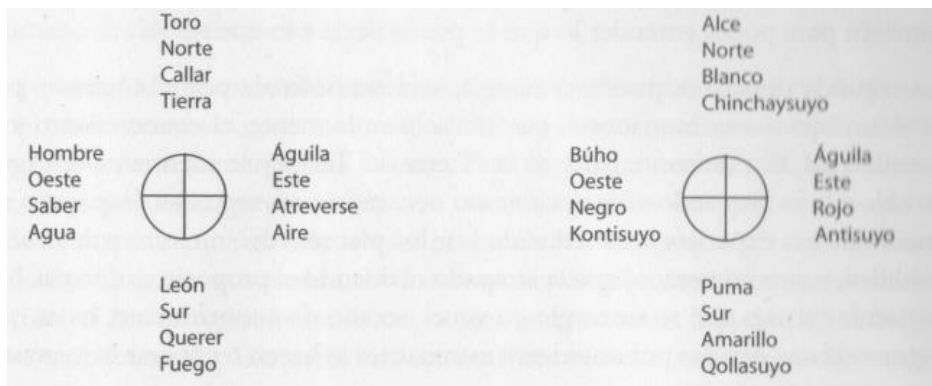 Toro
Norte
Callar
Tierra
Hombre
Oeste
Saber
Agua
Águila
Este
Atreverse
Aire
León
Sur
Querer
Fuego
Alce
Norte
Blanco
Chinchaysuyo
Búho
Oeste
Negro
Kontisuyo
Águila
Este
Rojo
Antisuyo
Puma
Sur
Amarillo
Qollasuyo